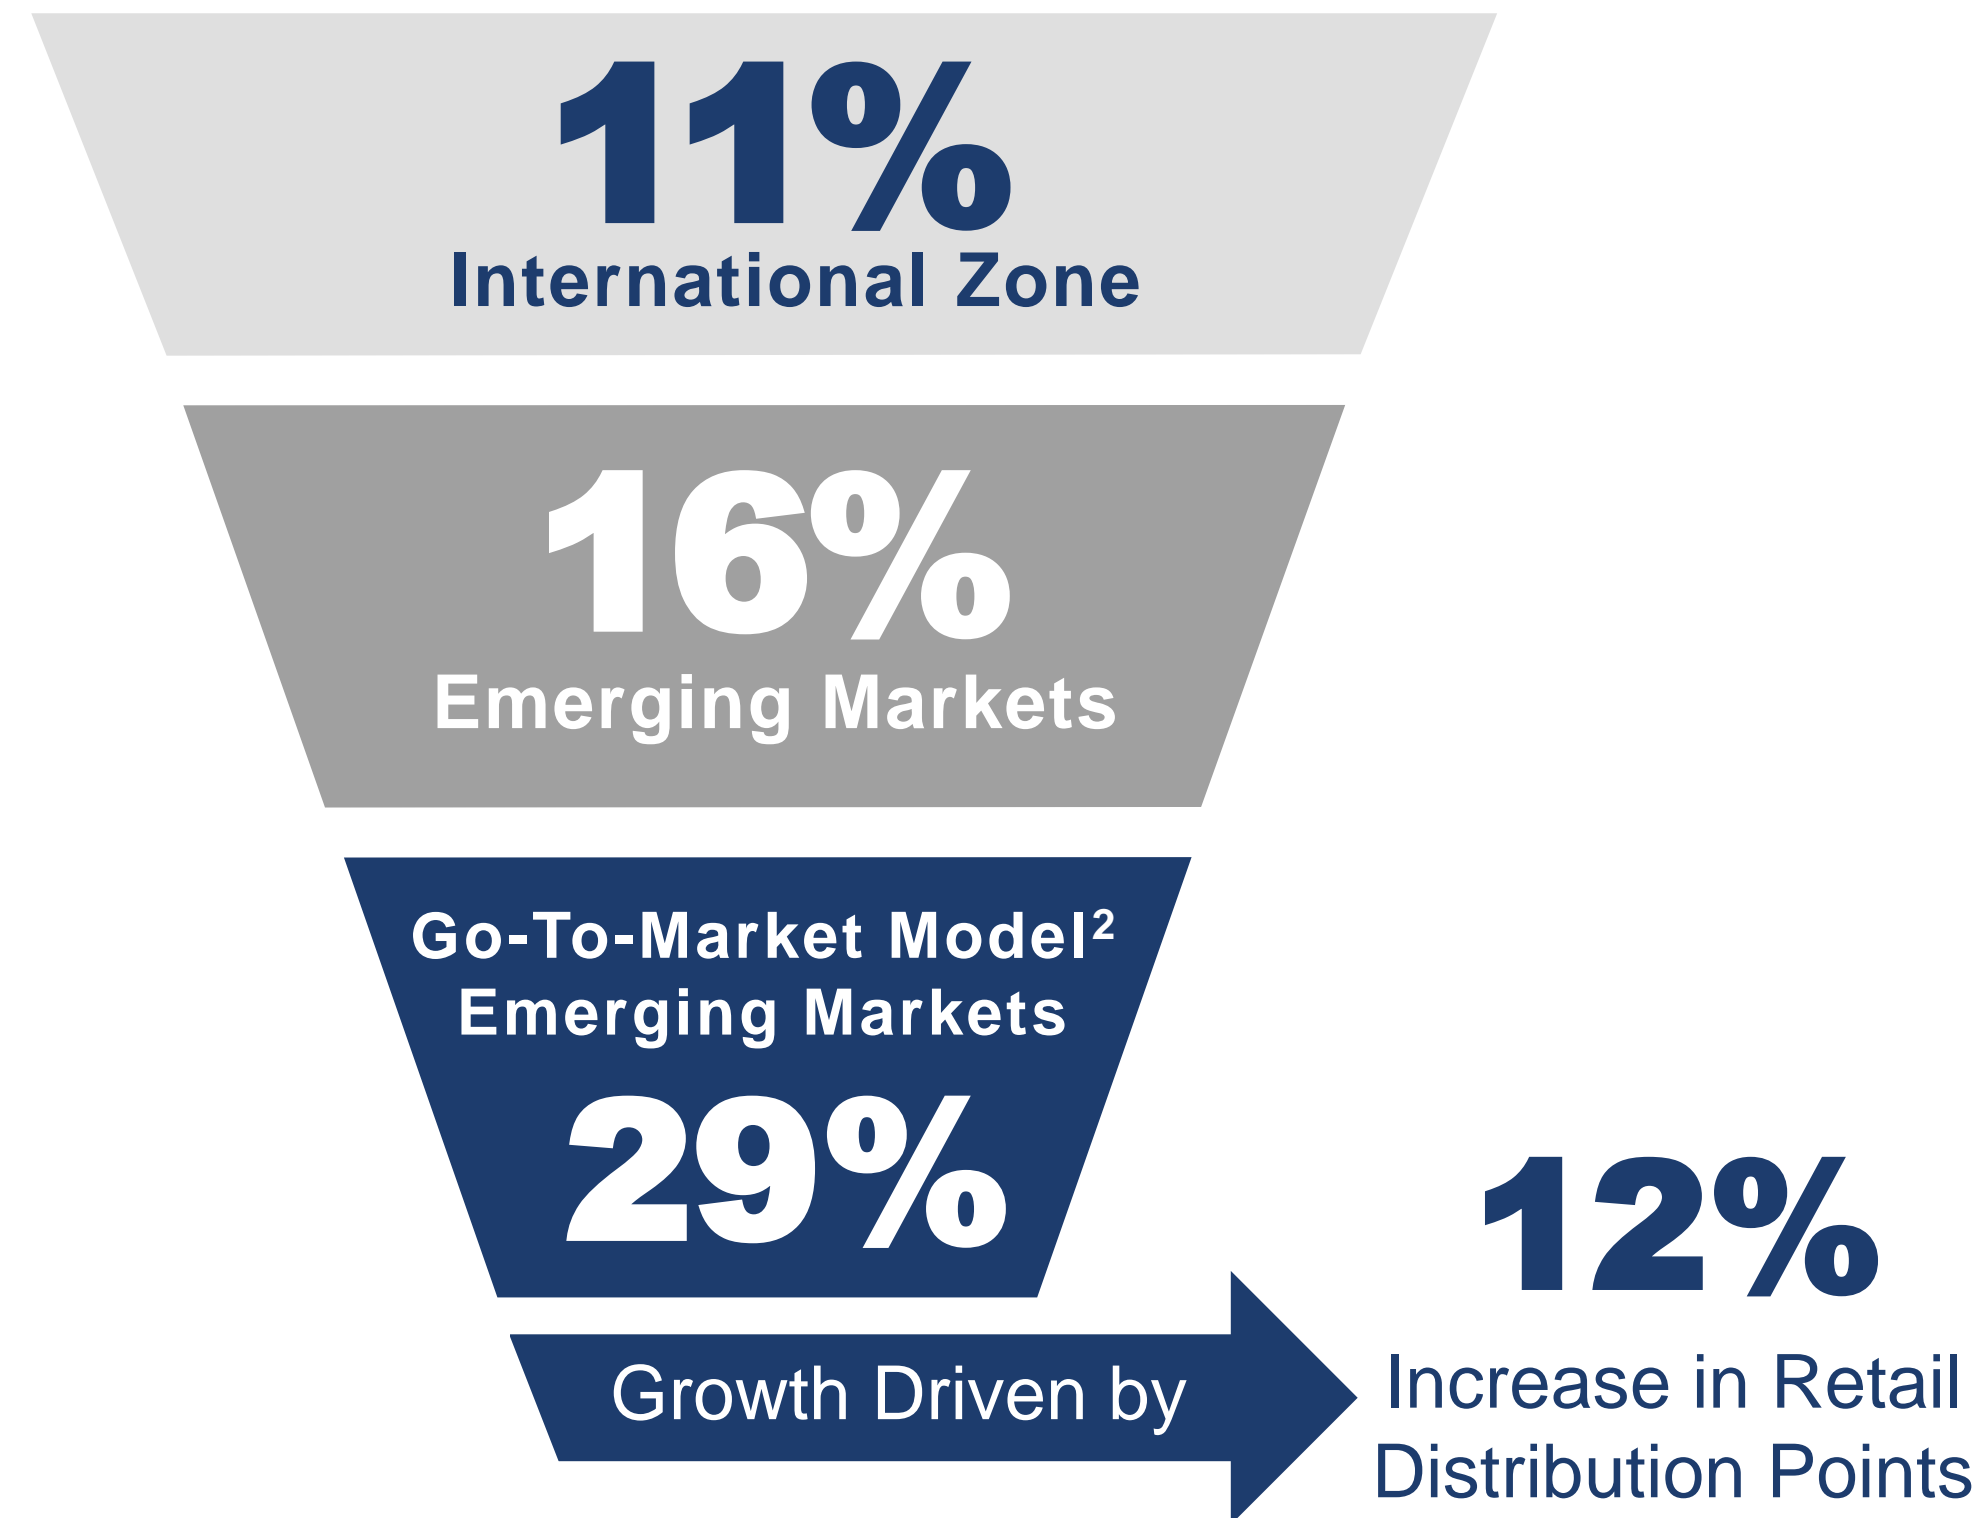 11%
International Zone
16%
Emerging Markets
Go-To-Market Model²
Emerging Markets
29%
Growth Driven by
12%
Increase in Retail
Distribution Points